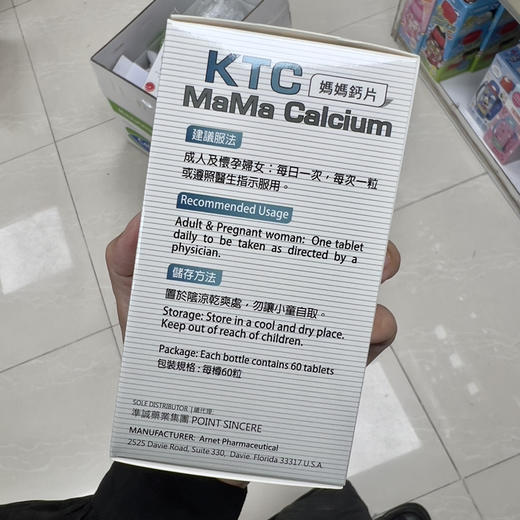 KTC 媽媽鈣片
MaMa Calcium
建議服法
成人及懷孕婦女：每日一次，每次一粒
或遵照醫生指示服用。
Recommended Usage
Adult & Pregnant woman: One tablet
daily to be taken as directed by a
physician.
儲存方法
置於陰涼乾爽處，勿讓小童自取。
Storage: Store in a cool and dry place.
Keep out of reach of children.
Package: Each bottle contains 60 tablets
包裝規格：每樽60粒
SOLE DISTRIBUTOR | 總代理:
準誠藥業集團 POINT SINCERE
MANUFACTURER: Arnet Pharmaceutical
2525 Davie Road, Suite 330, Davie. Florida 33317 U.S.A.